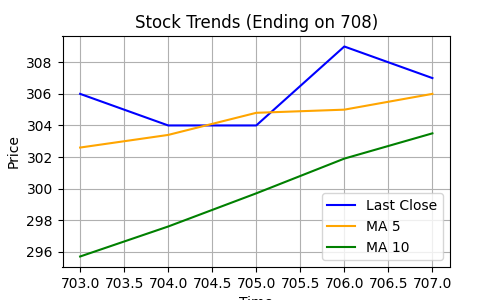 Stock Trends (Ending on 708)
308
306
304
302
300
298
296
Price
Last Close
MA 5
MA 10
703.0 703.5 704.0 704.5 705.0 705.5 706.0 706.5 707.0
Time